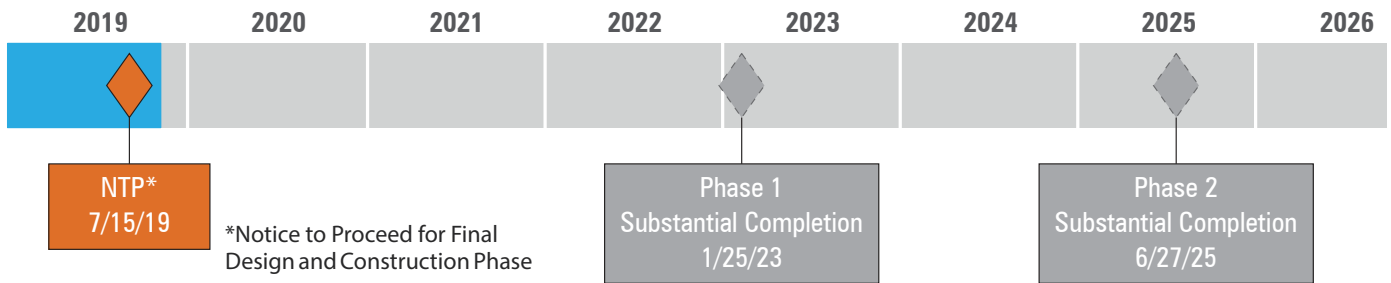 2019 2020 2021 2022 2023 2024 2025 2026
NTP*
7/15/19
*Notice to Proceed for Final
Design and Construction Phase
Phase 1
Substantial Completion
1/25/23
Phase 2
Substantial Completion
6/27/25